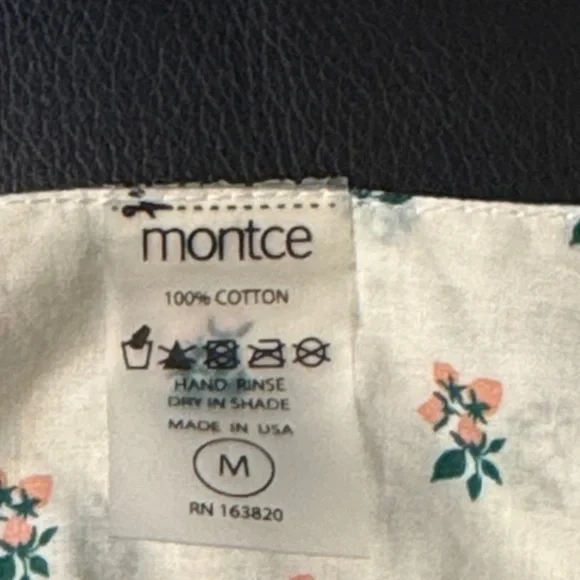 montce
100% COTTON
HAND RINSE
DRY IN SHADE
MADE IN USA
M
RN 163820